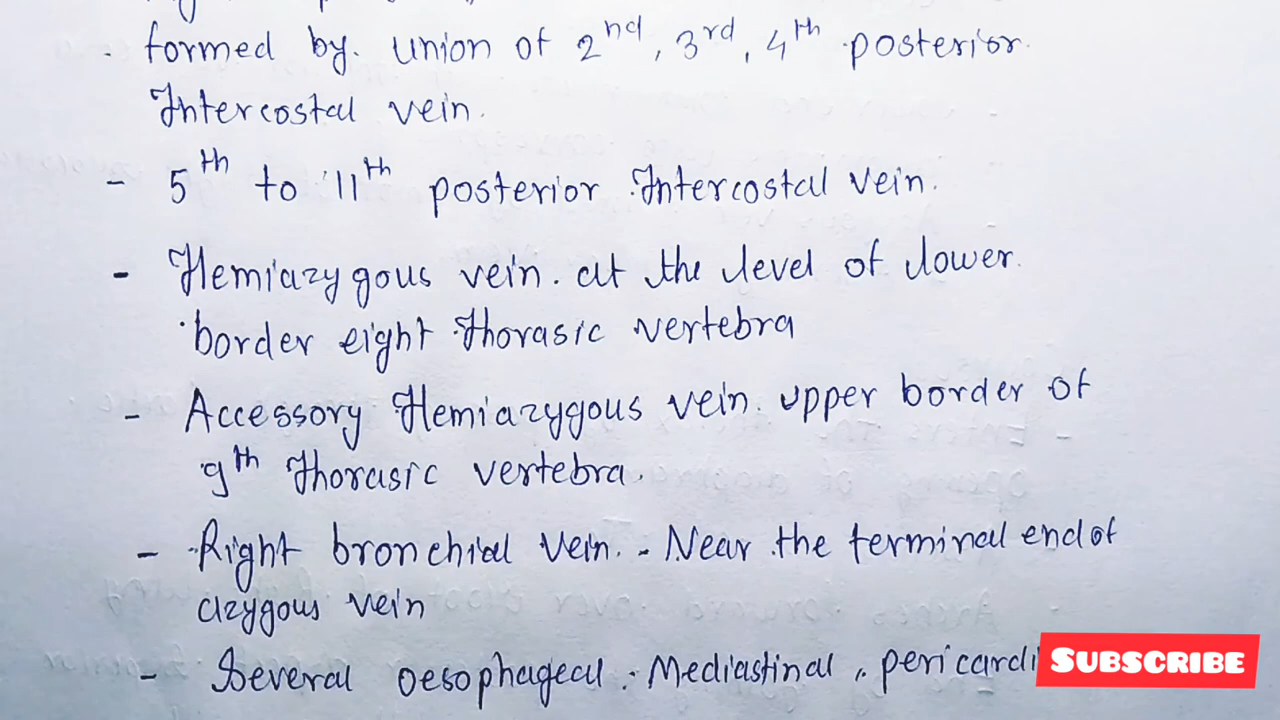 formed by. union of 2nd, 3rd, 4th posterior.
Intercostal vein.
- 5th to 11th posterior Intercostal vein.
- Hemiazygous vein. at the level of lower.
border eight thorasic vertebra
- Accessory Hemiazygous vein. upper border of
9th thorasic vertebra.
- Right bronchial vein. - Near the terminal end of
azygous vein
- Several oesophageal. Mediastinal,
SUBSCRIBE